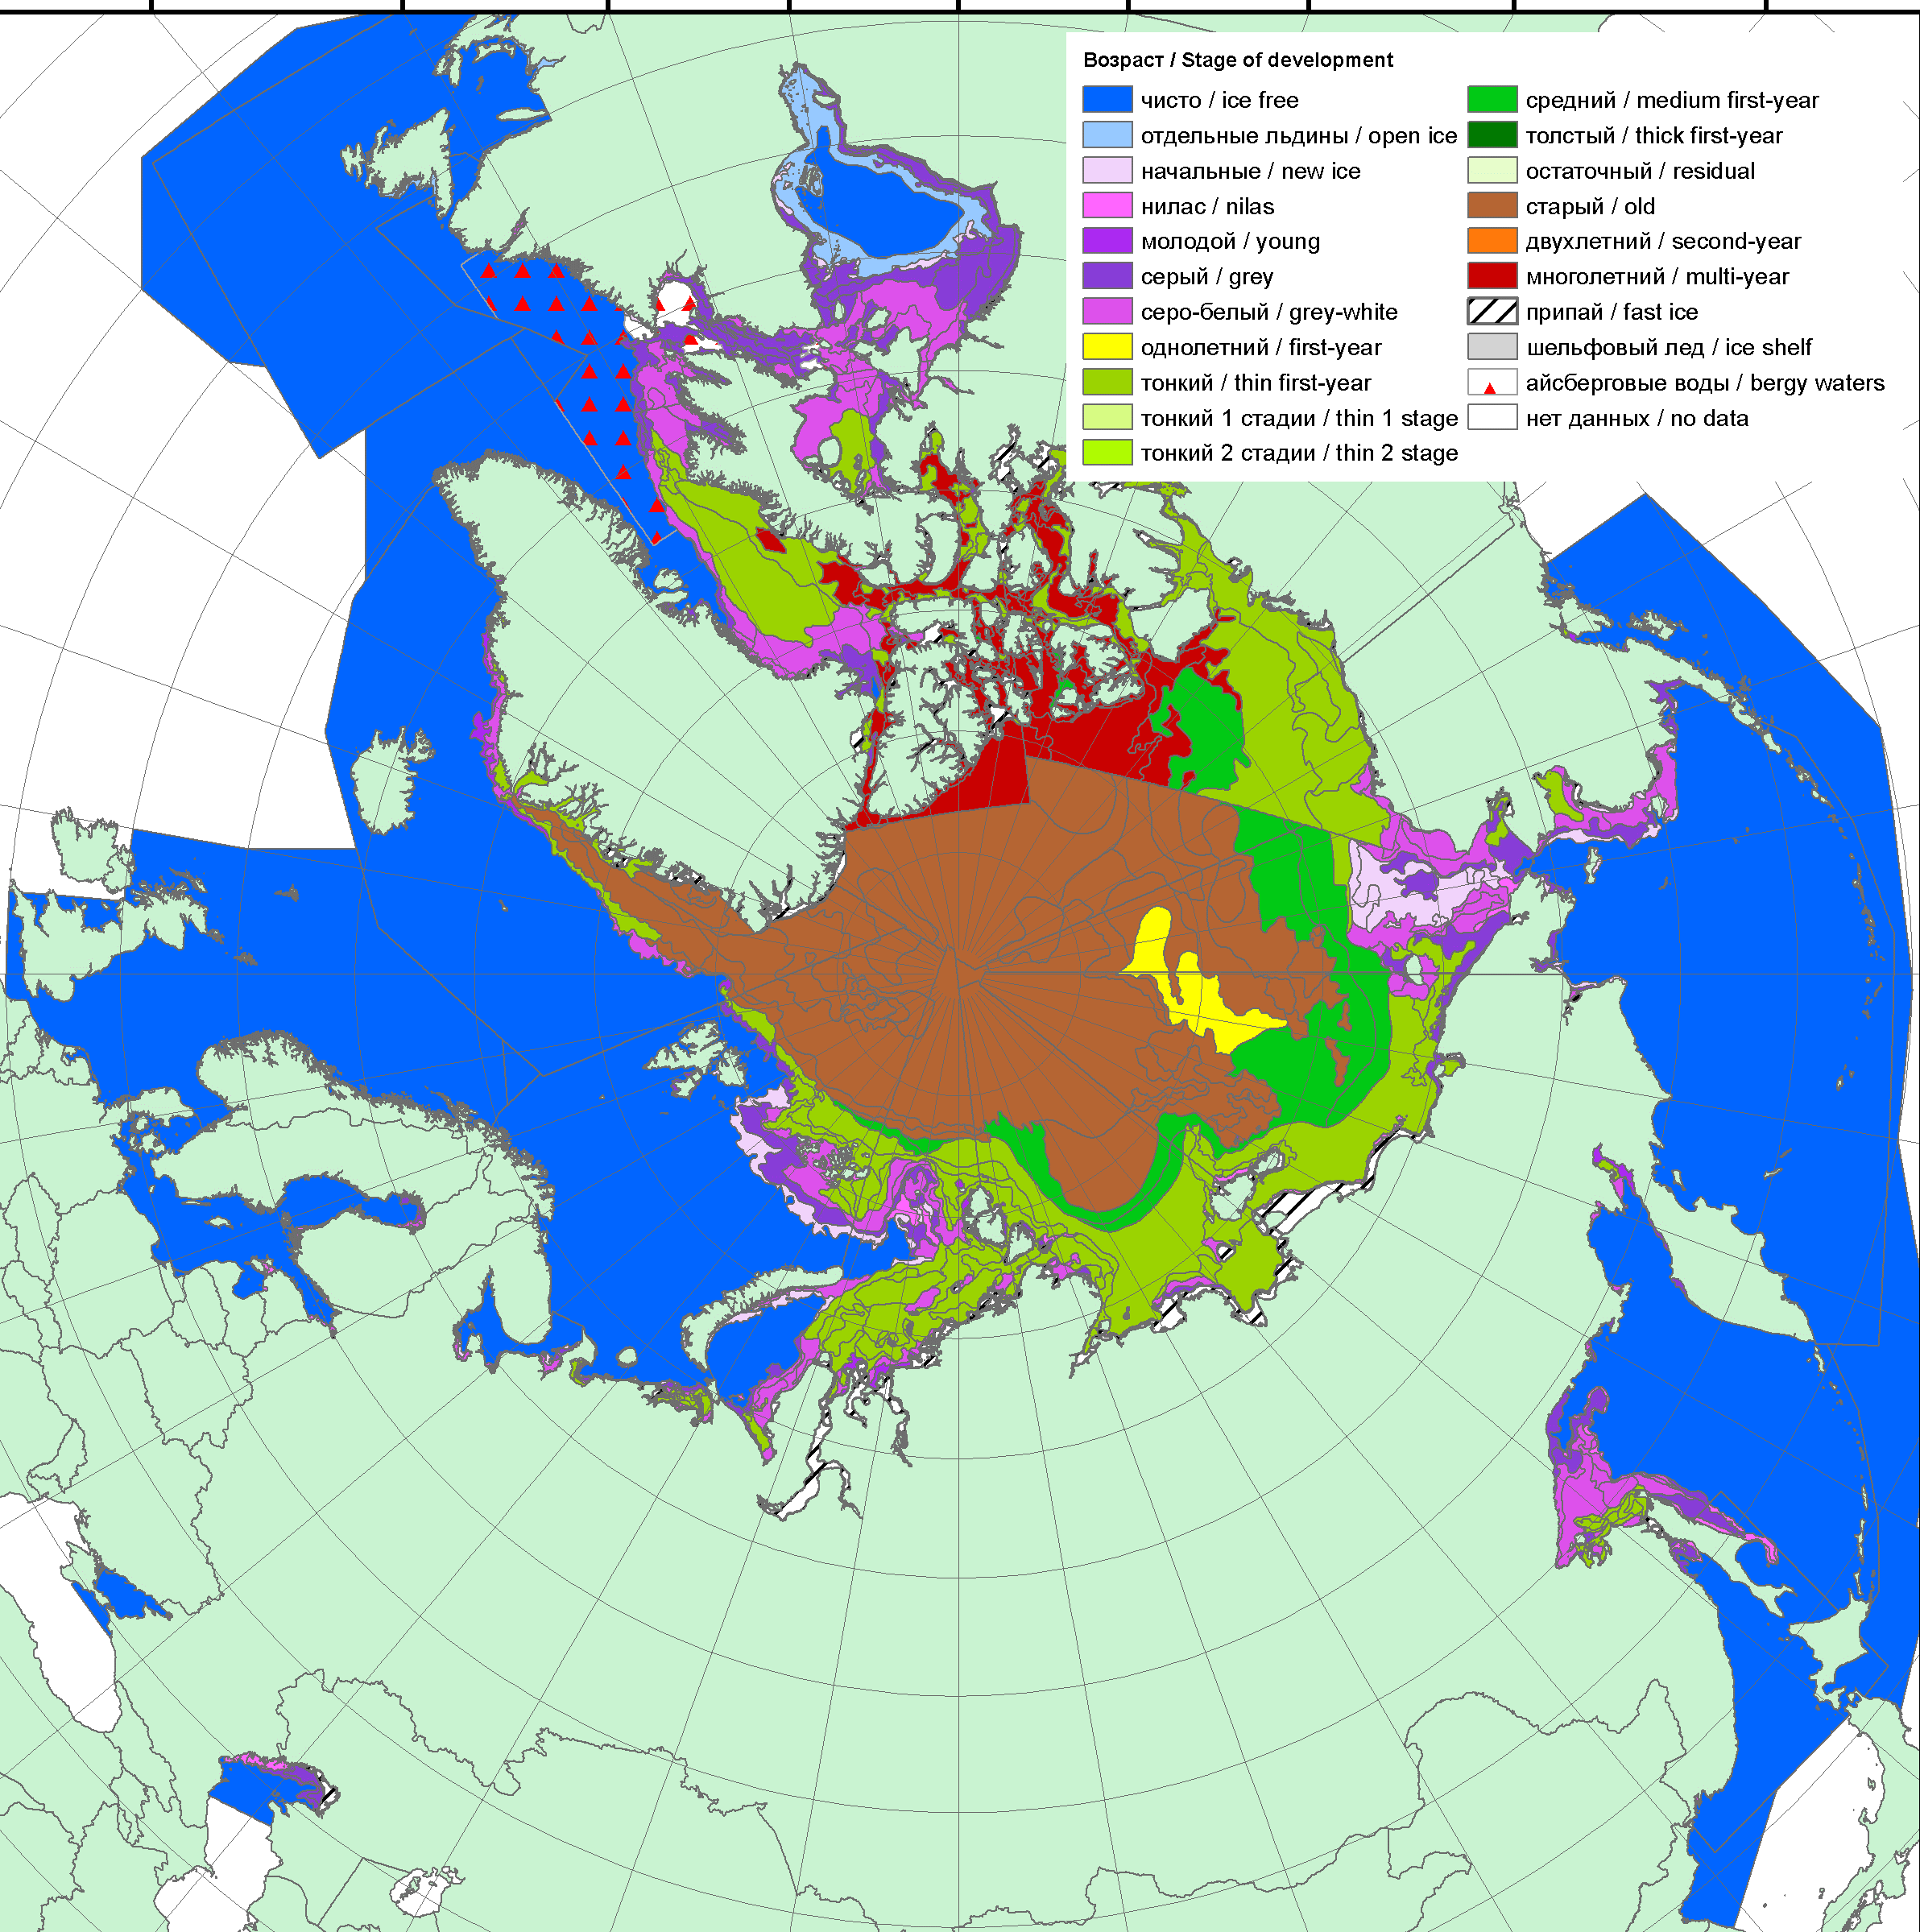 Возраст / Stage of development
чисто / ice free
отдельные льдины / open ice
начальные / new ice
нилас / nilas
молодой / young
серый / grey
серо-белый / grey-white
однолетний / first-year
тонкий / thin first-year
тонкий 1 стадии / thin 1 stage
тонкий 2 стадии / thin 2 stage
средний / medium first-year
толстый / thick first-year
остаточный / residual
старый / old
двухлетний / second-year
многолетний / multi-year
припай / fast ice
шельфовый лед / ice shelf
айсберговые воды / bergy waters
нет данных / no data